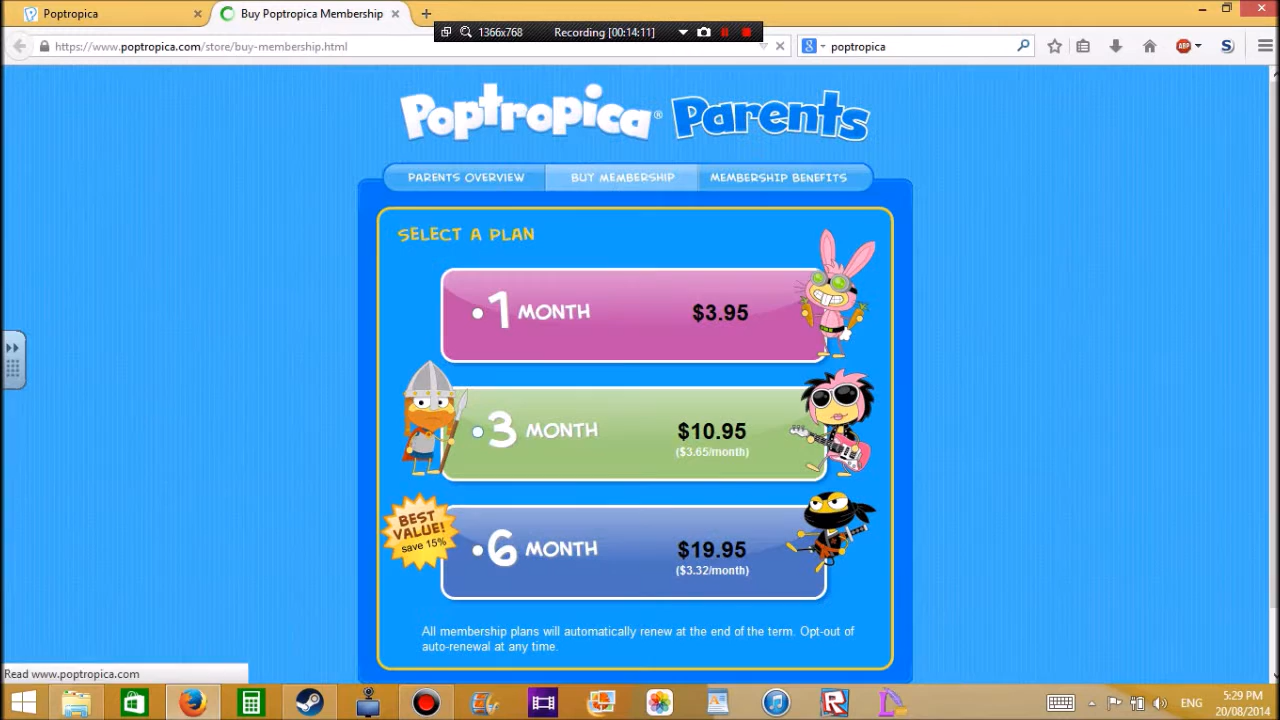 Poptropica
Buy Poptropica Membership
1366x768 Recording [00:14:11]
https://www.poptropica.com/store/buy-membership.html
poptropica
ABP
S
Poptropica® Parents
PARENTS OVERVIEW BUY MEMBERSHIP MEMBERSHIP BENEFITS
SELECT A PLAN
1 MONTH $3.95
3 MONTH $10.95
($3.65/month)
BEST VALUE!
save 15%
6 MONTH $19.95
($3.32/month)
All membership plans will automatically renew at the end of the term. Opt-out of
auto-renewal at any time.
Read www.poptropica.com
ENG
5:29 PM
20/08/2014